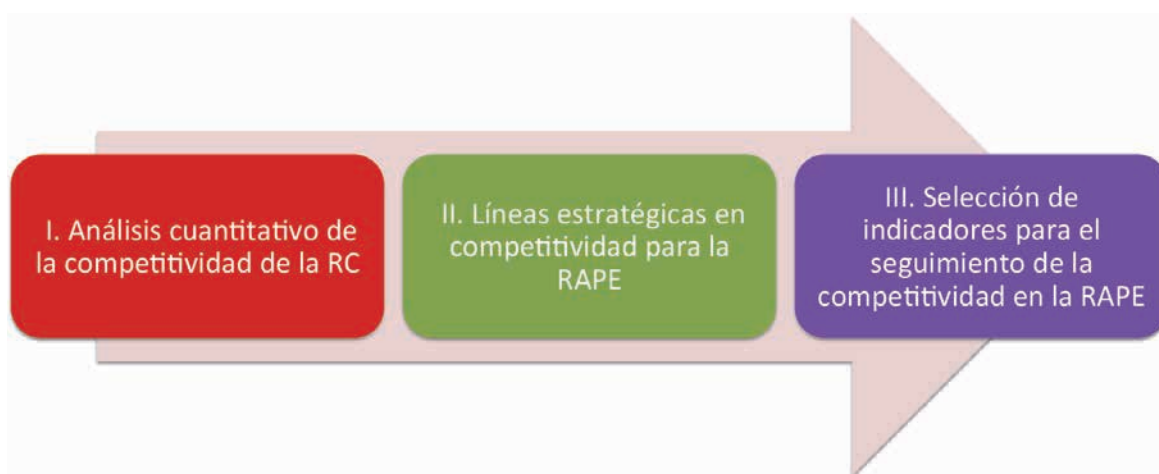 I. Análisis cuantitativo de
la competitividad de la RC
II. Líneas estratégicas en
competitividad para la
RAPE
III. Selección de
indicadores para el
seguimiento de la
competitividad en la RAPE